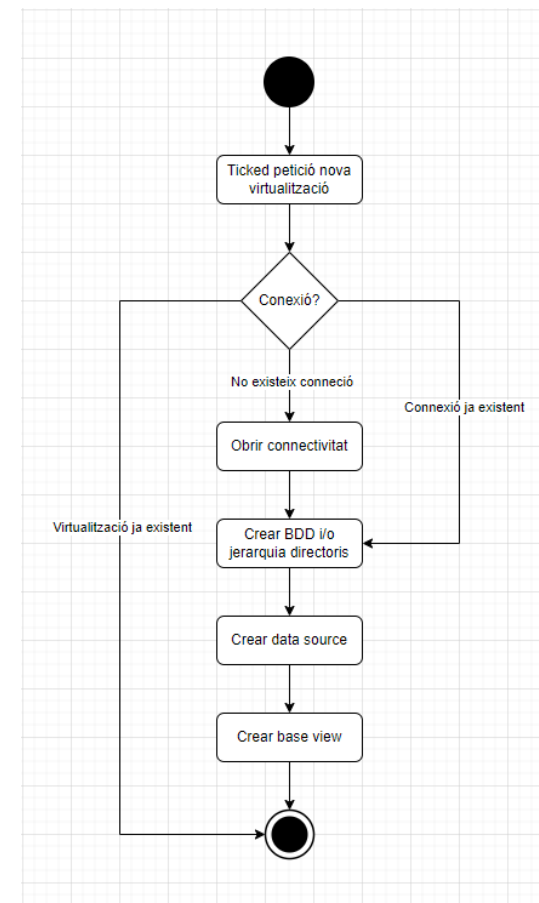 Ticked petició nova
virtualització
Conexió?
No existeix conneció
Connexió ja existent
Obrir connectivitat
Virtualització ja existent
Crear BDD i/o
jerarquia directoris
Crear data source
Crear base view